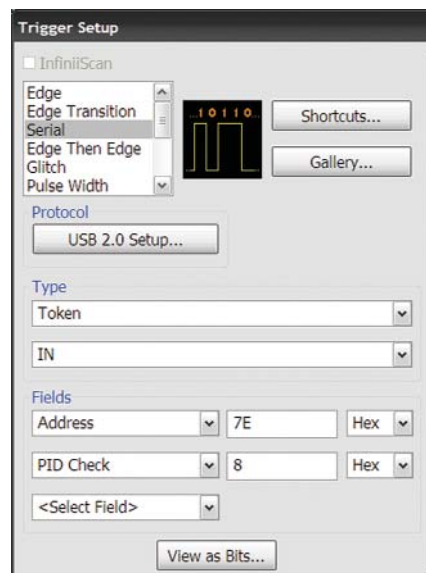 Trigger Setup
InfiniiScan
Edge
Edge Transition
Serial
Edge Then Edge
Glitch
Pulse Width
...10110...
Shortcuts...
Gallery...
Protocol
USB 2.0 Setup...
Type
Token
IN
Fields
Address 7E Hex
PID Check 8 Hex
<Select Field>
View as Bits...